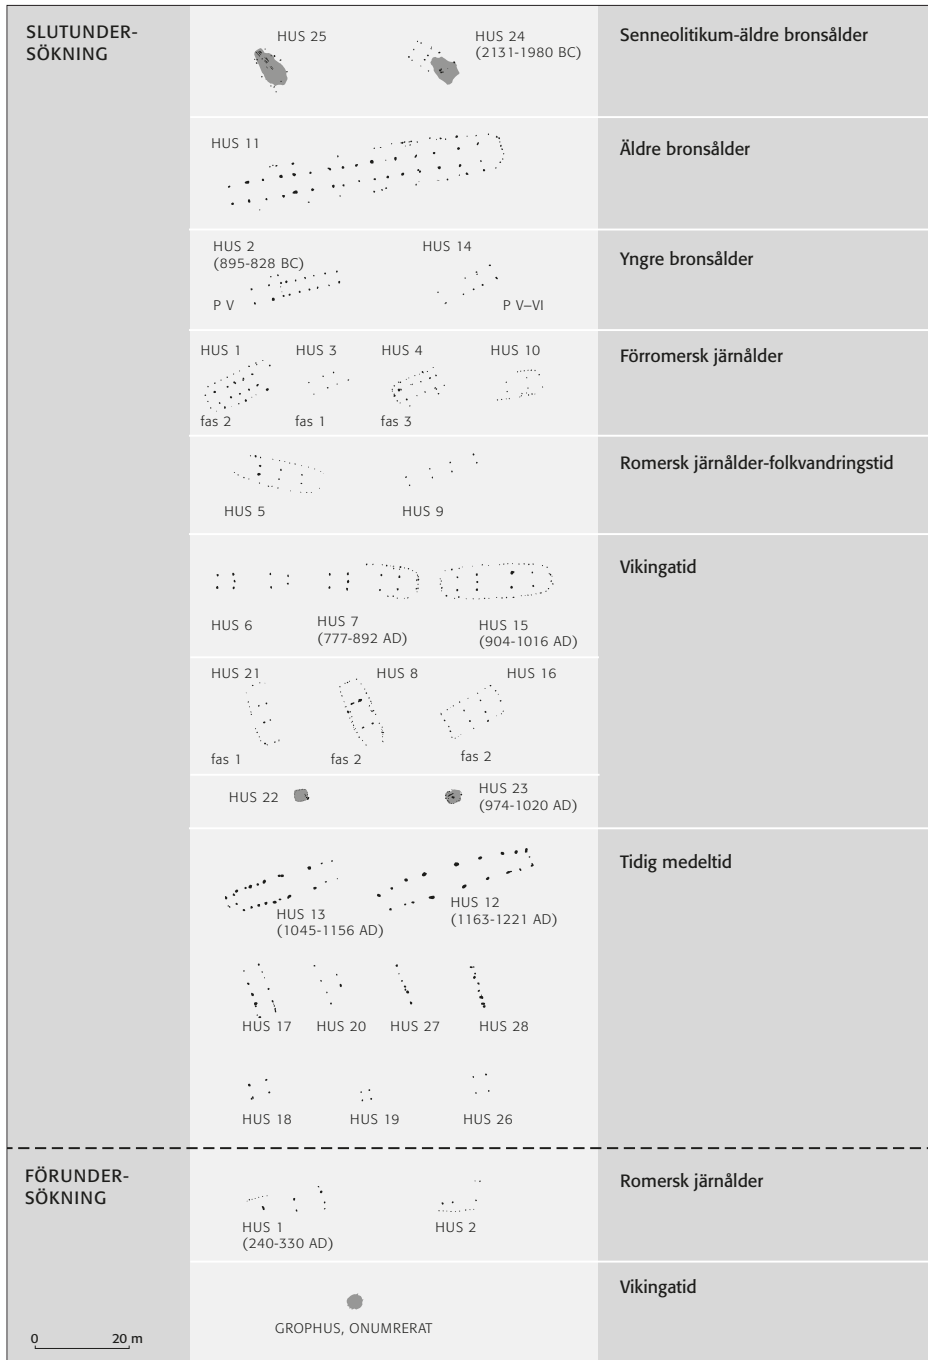 SLUTUNDER-
SÖKNING
HUS 25
HUS 24
(2131-1980 BC)
Senneolitikum-äldre bronsålder
HUS 11
Äldre bronsålder
HUS 2
(895-828 BC)
P V
HUS 14
P V–VI
Yngre bronsålder
HUS 1
fas 2
HUS 3
fas 1
HUS 4
fas 3
HUS 10
Förromersk järnålder
HUS 5
HUS 9
Romersk järnålder-folkvandringstid
HUS 6
HUS 7
(777-892 AD)
HUS 15
(904-1016 AD)
Vikingatid
HUS 21
fas 1
HUS 8
fas 2
HUS 16
fas 2
HUS 22
HUS 23
(974-1020 AD)
HUS 13
(1045-1156 AD)
HUS 12
(1163-1221 AD)
Tidig medeltid
HUS 17
HUS 20
HUS 27
HUS 28
HUS 18
HUS 19
HUS 26
FÖRUNDER-
SÖKNING
HUS 1
(240-330 AD)
HUS 2
Romersk järnålder
GROPHUS, ONUMRERAT
Vikingatid
0 20 m